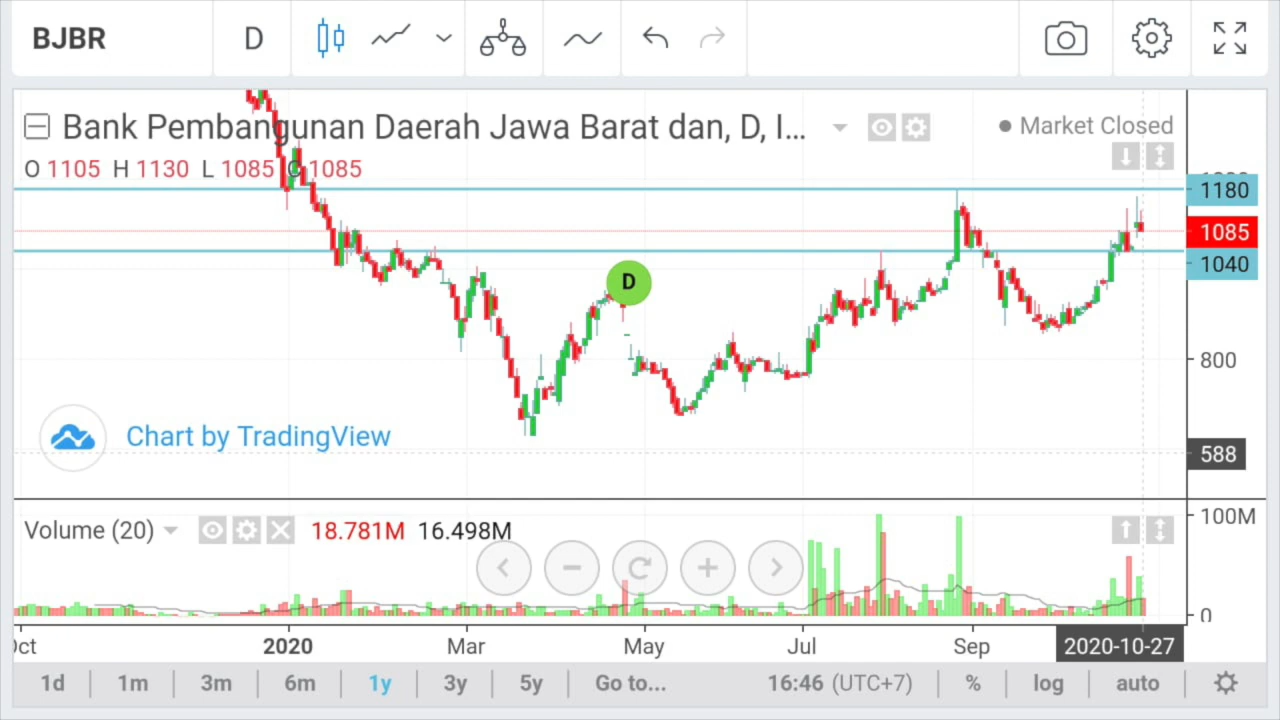 BJBR D
Bank Pembangunan Daerah Jawa Barat dan, D, I... Market Closed
O 1105 H 1130 L 1085 C 1085
1180
1085
1040
D
800
Chart by TradingView
588
Volume (20) 18.781M 16.498M 100M
0
Oct 2020 Mar May Jul Sep 2020-10-27
1d 1m 3m 6m 1y 3y 5y Go to... 16:46 (UTC+7) % log auto